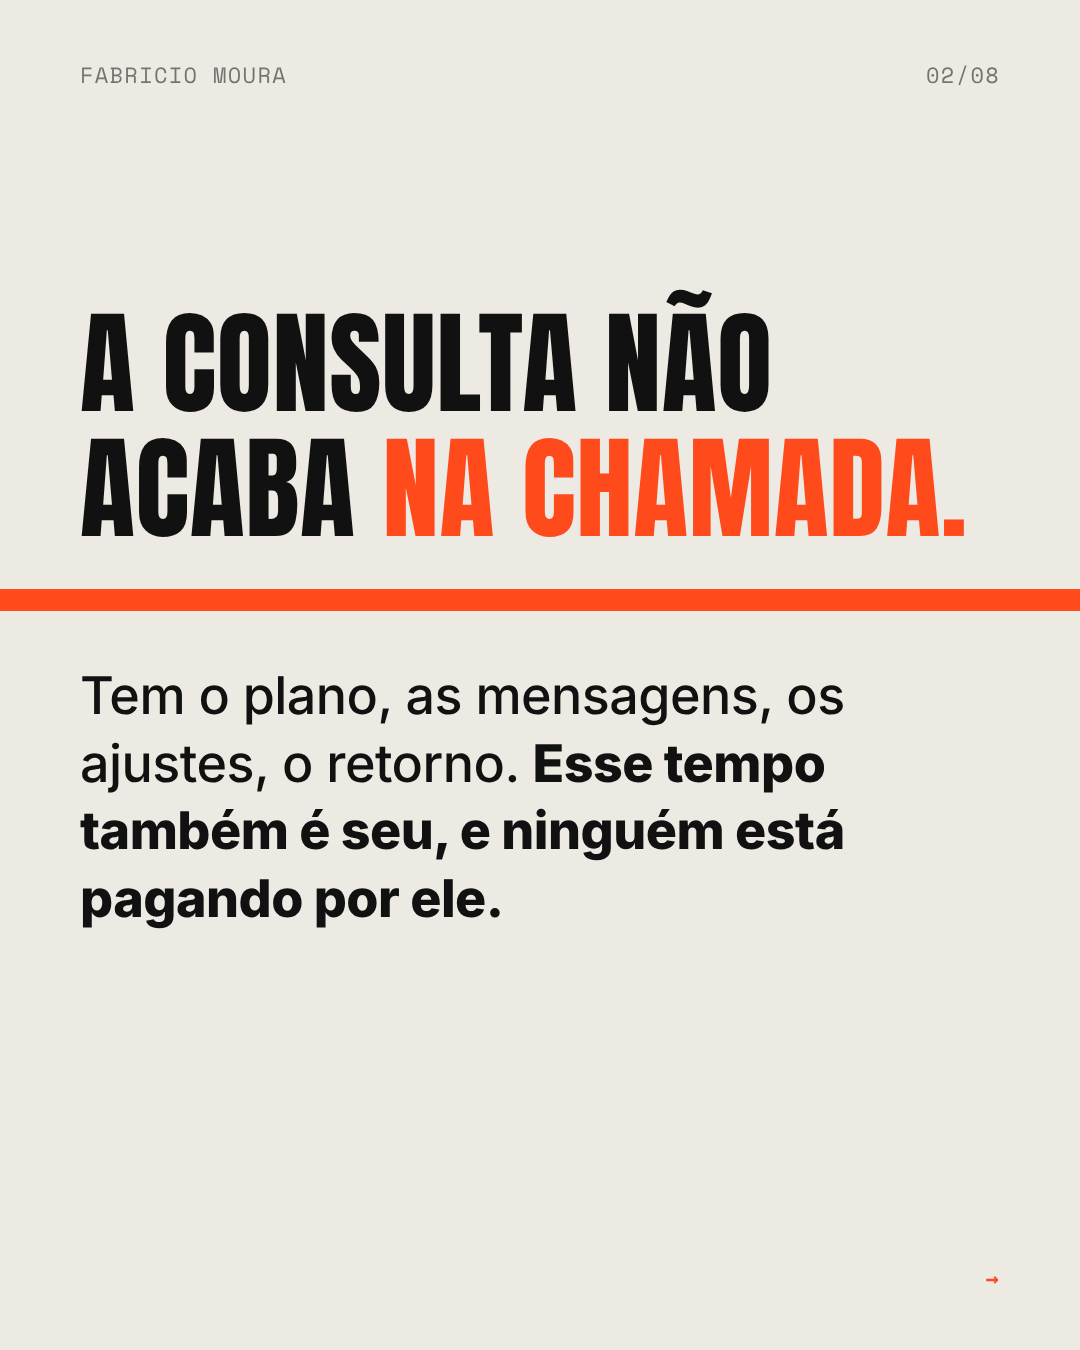 FABRICIO MOURA
02/08
A CONSULTA NÃO
ACABA NA CHAMADA.
Tem o plano, as mensagens, os
ajustes, o retorno. Esse tempo
também é seu, e ninguém está
pagando por ele.
→